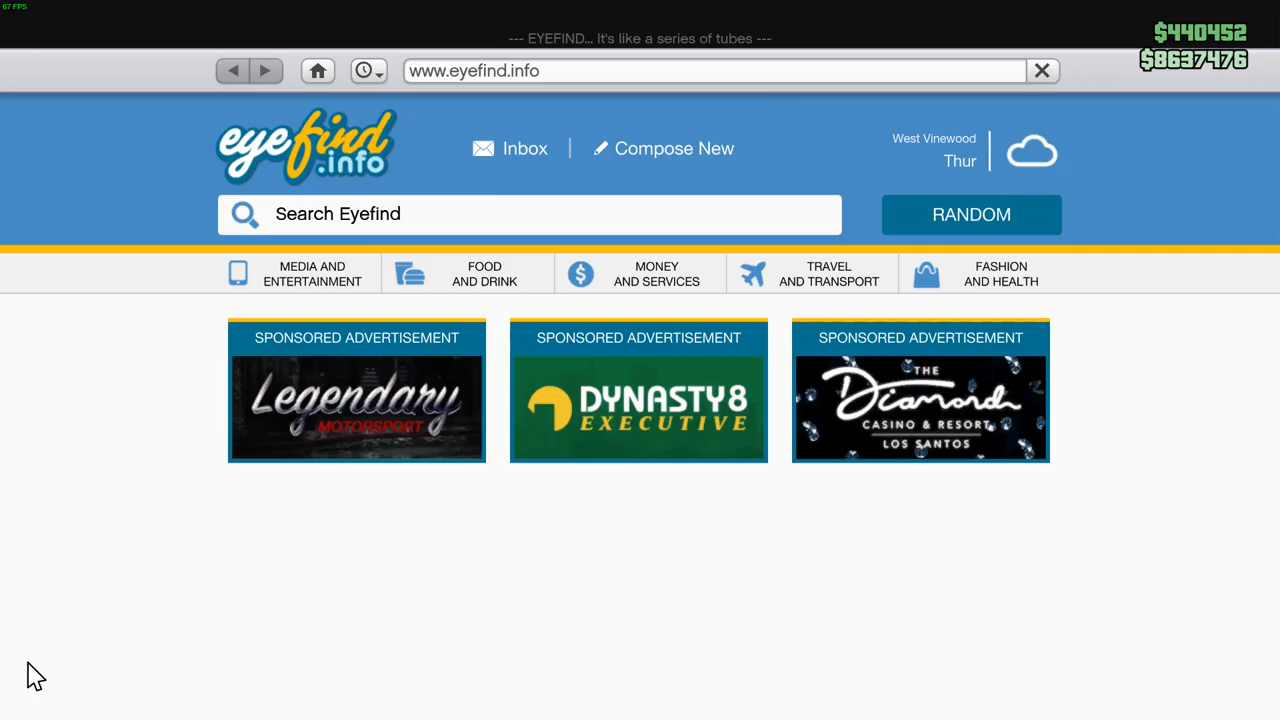 67 FPS
--- EYEFIND... It's like a series of tubes ---
$440452
$8637476
www.eyefind.info
eyefind
.info
Inbox
Compose New
West Vinewood
Thur
Search Eyefind
RANDOM
MEDIA AND
ENTERTAINMENT
FOOD
AND DRINK
MONEY
AND SERVICES
TRAVEL
AND TRANSPORT
FASHION
AND HEALTH
SPONSORED ADVERTISEMENT
Legendary
MOTORSPORT
SPONSORED ADVERTISEMENT
DYNASTY8
EXECUTIVE
SPONSORED ADVERTISEMENT
THE
Diamond
CASINO & RESORT
LOS SANTOS